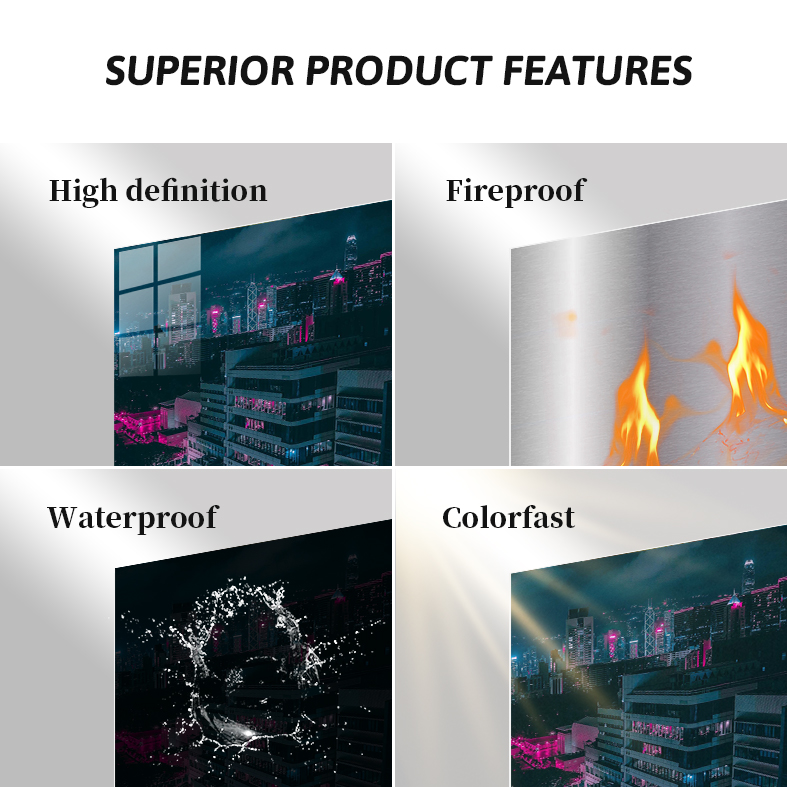 SUPERIOR PRODUCT FEATURES
High definition
Fireproof
Waterproof
Colorfast